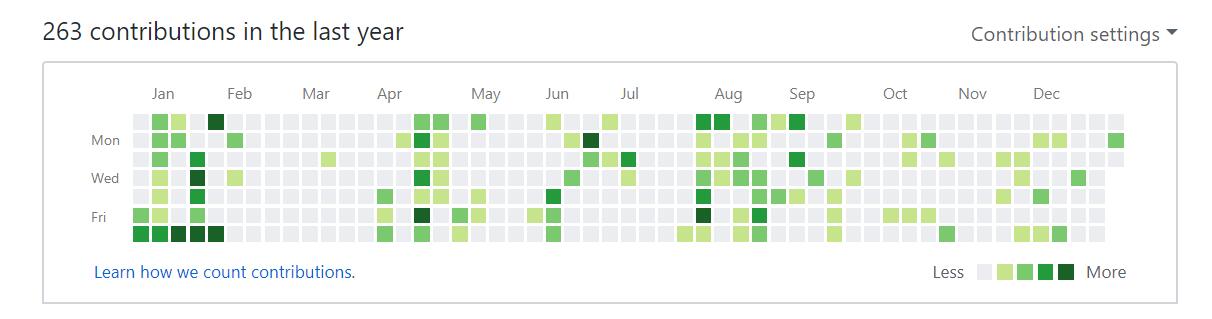 263 contributions in the last year
Contribution settings
Jan Feb Mar Apr May Jun Jul Aug Sep Oct Nov Dec
Mon
Wed
Fri
Learn how we count contributions.
Less More